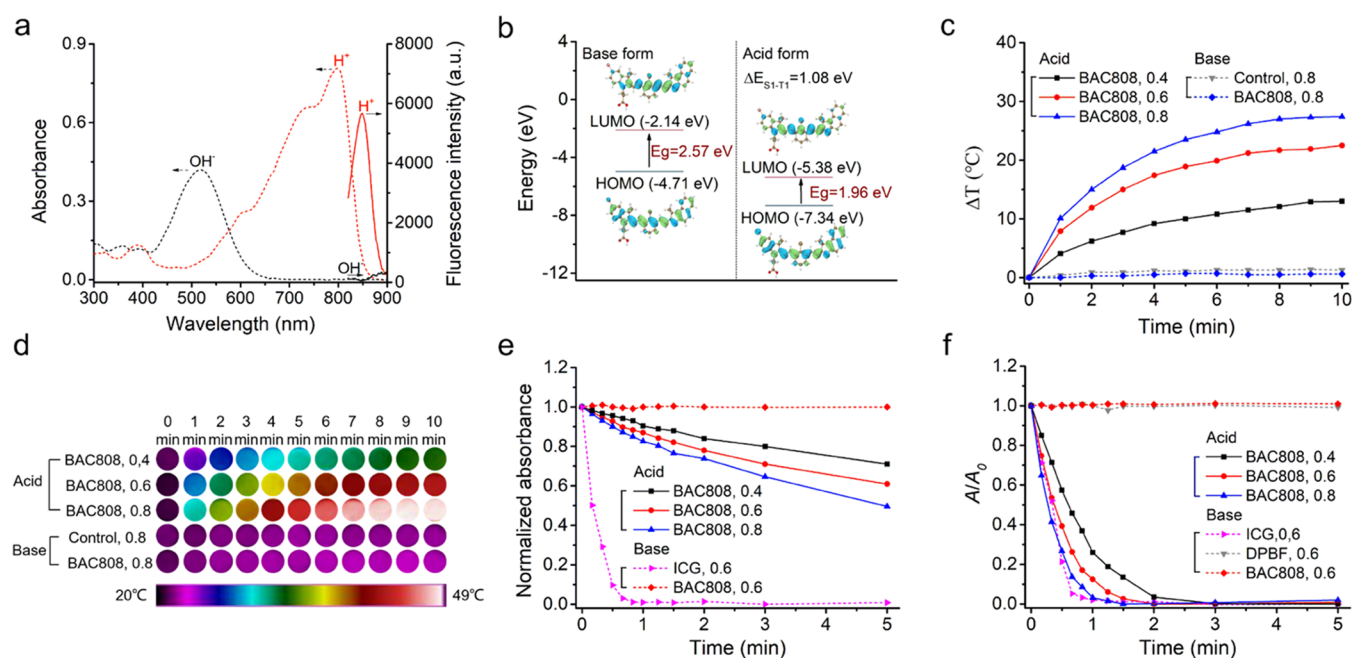 a
0.9
0.6
0.3
0.0
Absorbance
300 400 500 600 700 800 900
Wavelength (nm)
8000
6000
4000
2000
0
Fluorescence intensity (a.u.)
OH-
H+
H+
OH-
b
4
0
-4
-8
-12
Energy (eV)
Base form
LUMO (-2.14 eV)
Eg=2.57 eV
HOMO (-4.71 eV)
Acid form
ΔE S1-T1=1.08 eV
LUMO (-5.38 eV)
Eg=1.96 eV
HOMO (-7.34 eV)
c
40
30
20
10
0
ΔT (℃)
0 2 4 6 8 10
Time (min)
Acid
BAC808, 0.4
BAC808, 0.6
BAC808, 0.8
Base
Control, 0.8
BAC808, 0.8
d
0 1 2 3 4 5 6 7 8 9 10
min min min min min min min min min min min
Acid
BAC808, 0,4
BAC808, 0.6
BAC808, 0.8
Base
Control, 0.8
BAC808, 0.8
20℃
49℃
e
1.2
1.0
0.8
0.6
0.4
0.2
0.0
Normalized absorbance
0 1 2 3 4 5
Time (min)
Acid
BAC808, 0.4
BAC808, 0.6
BAC808, 0.8
Base
ICG, 0.6
BAC808, 0.6
f
1.2
1.0
0.8
0.6
0.4
0.2
0.0
A/A0
0 1 2 3 4 5
Time (min)
Acid
BAC808, 0.4
BAC808, 0.6
BAC808, 0.8
Base
ICG,0,6
DPBF, 0.6
BAC808, 0.6